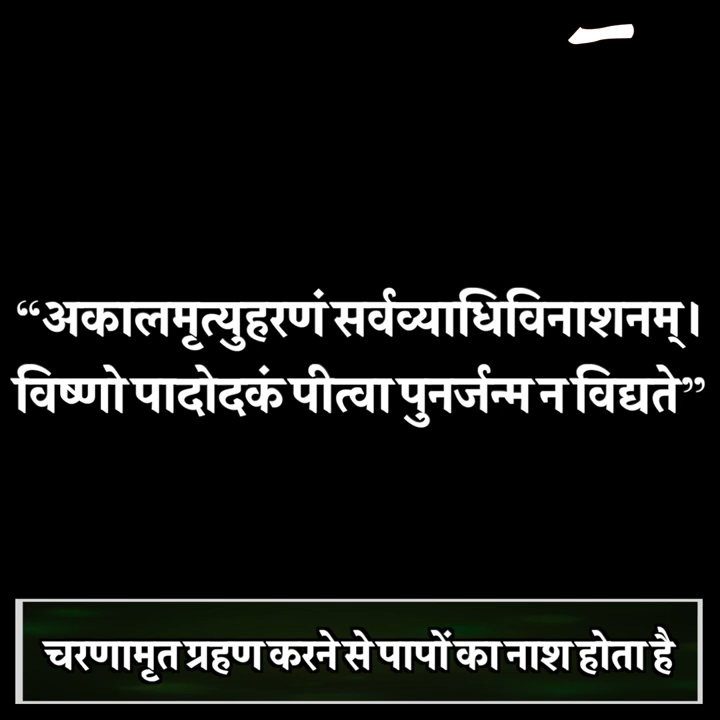 “अकालमृत्युहरणं सर्वव्याधिविनाशनम्।
विष्णो पादोदकं पीत्वा पुनर्जन्म न विद्यते”
चरणामृत ग्रहण करने से पापों का नाश होता है